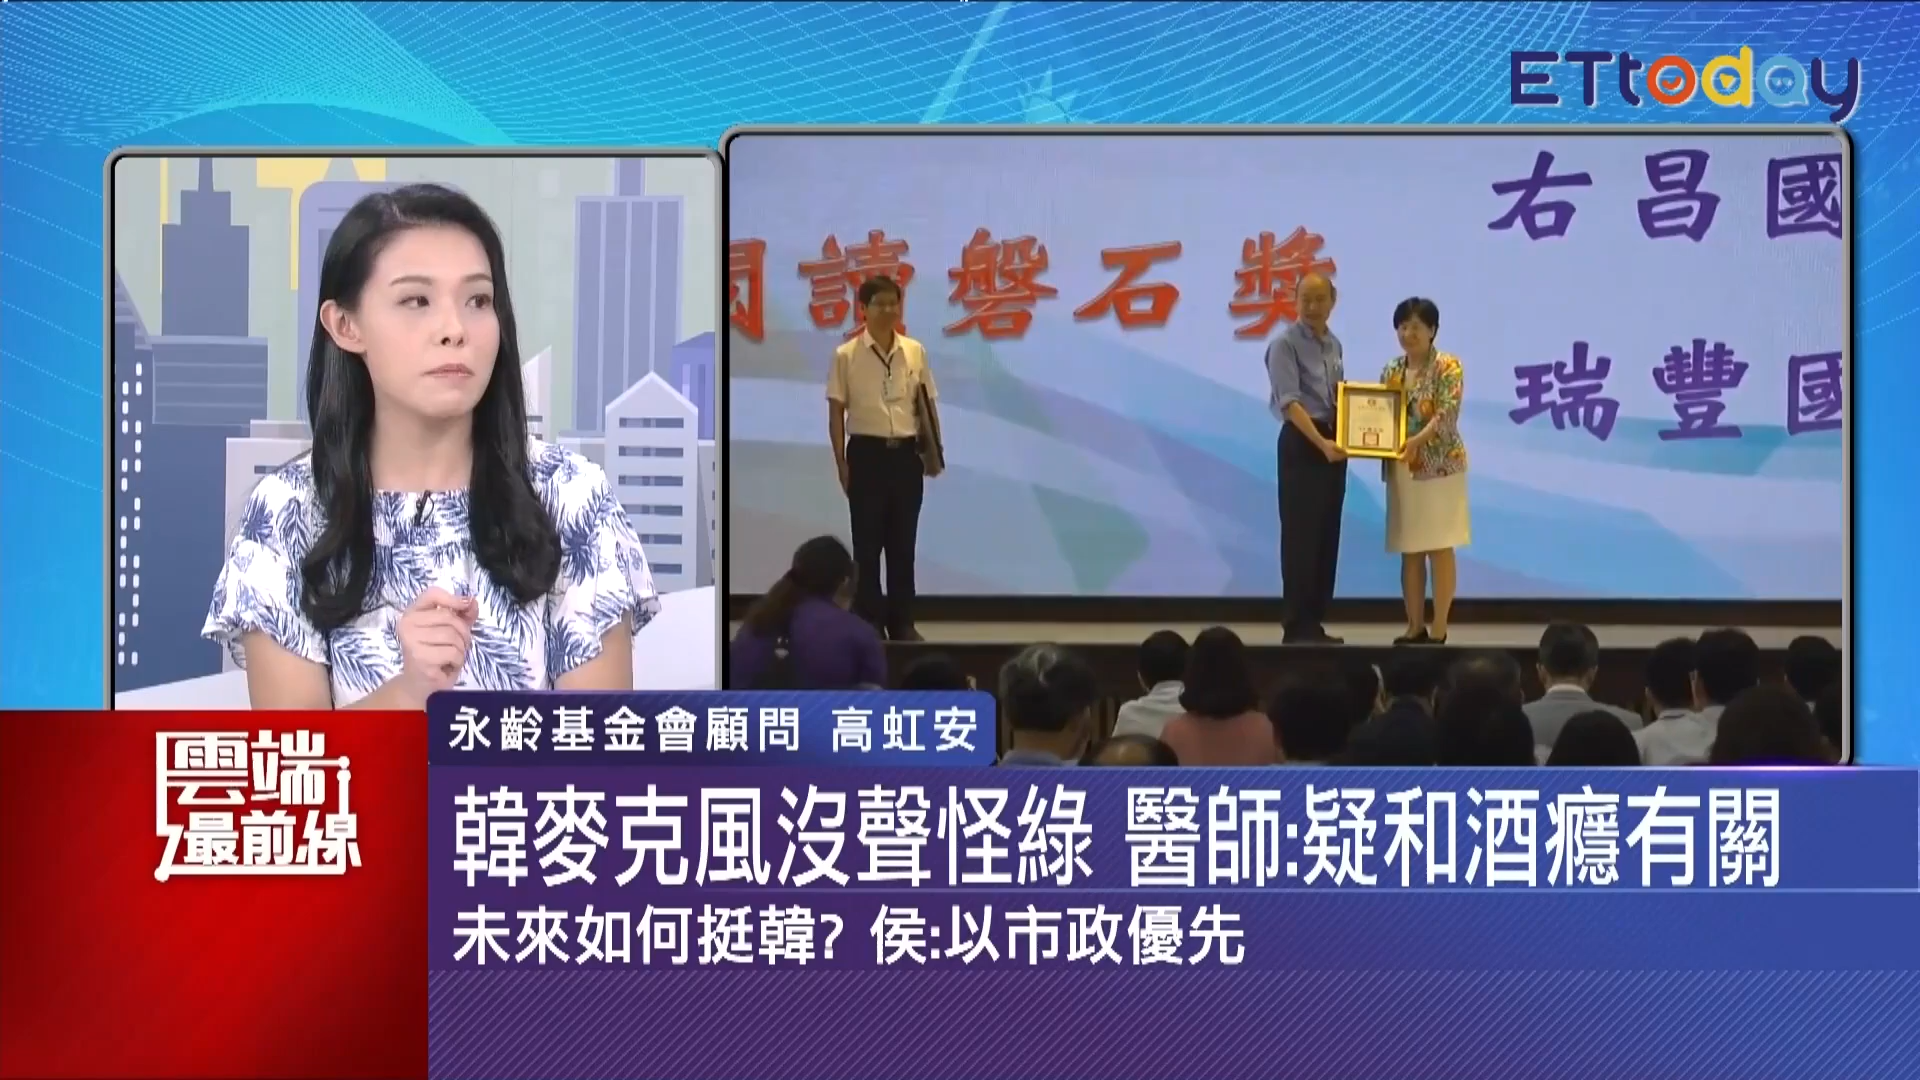 ETtoday
右昌國
閱讀磐石獎
瑞豐國
永齡基金會顧問 高虹安
雲端最前線
韓麥克風沒聲怪綠 醫師:疑和酒癮有關
未來如何挺韓? 侯:以市政優先